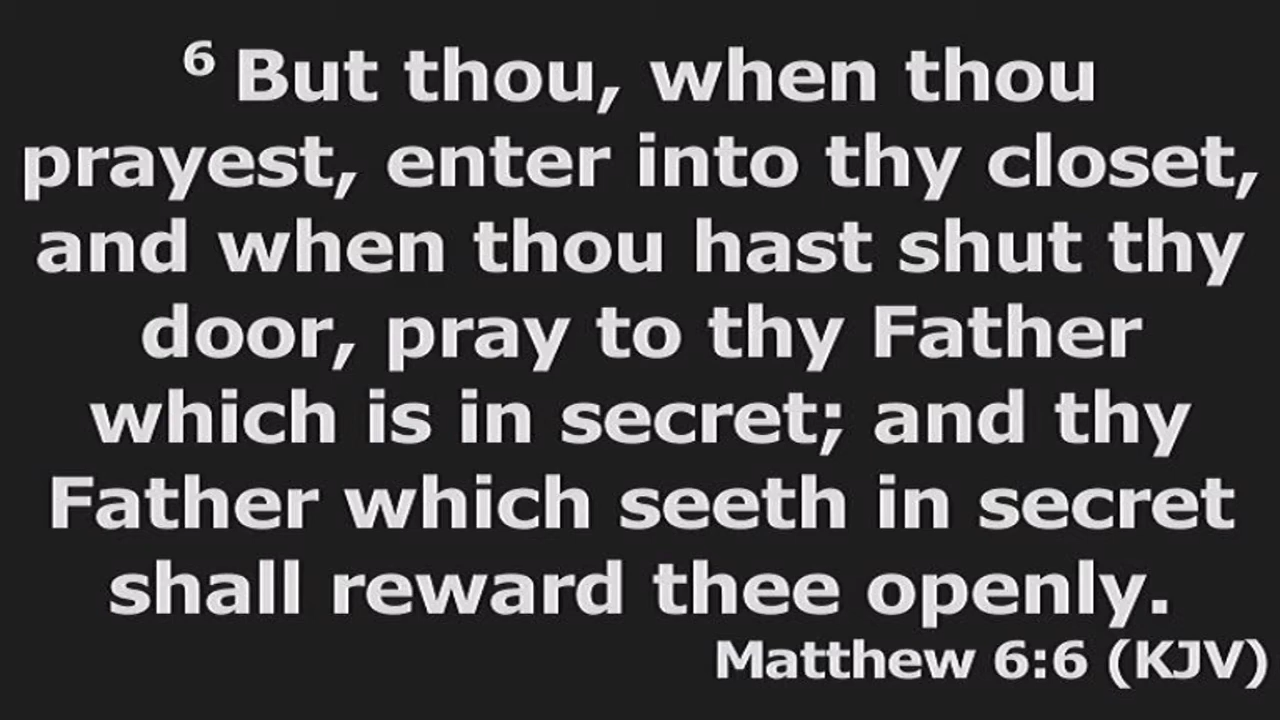 6 But thou, when thou
prayest, enter into thy closet,
and when thou hast shut thy
door, pray to thy Father
which is in secret; and thy
Father which seeth in secret
shall reward thee openly.
Matthew 6:6 (KJV)